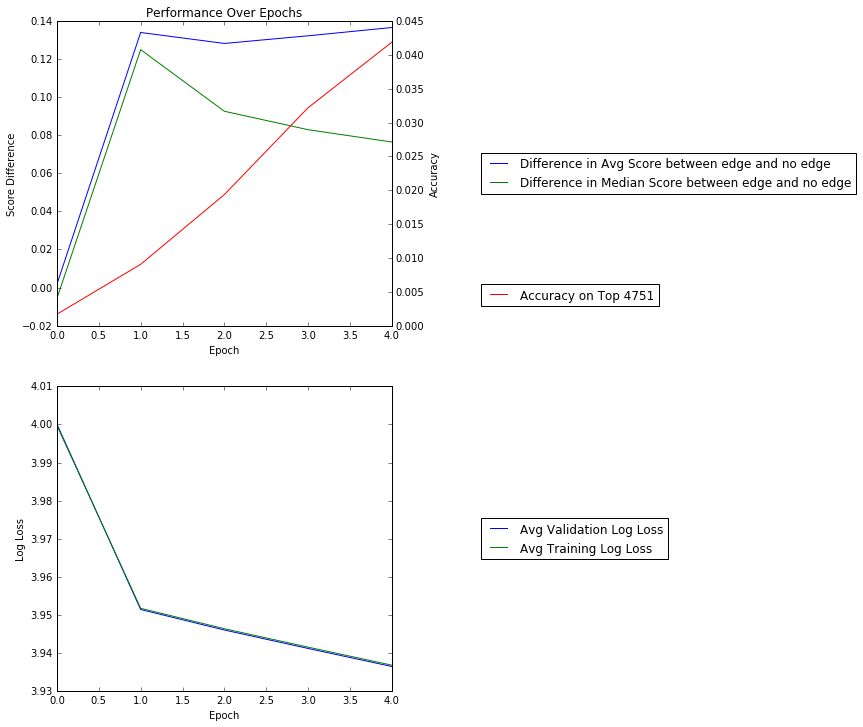 Performance Over Epochs
0.14
0.12
0.10
0.08
0.06
0.04
0.02
0.00
−0.02
Score Difference
0.045
0.040
0.035
0.030
0.025
0.020
0.015
0.010
0.005
0.000
Accuracy
0.0 0.5 1.0 1.5 2.0 2.5 3.0 3.5 4.0
Epoch
Difference in Avg Score between edge and no edge
Difference in Median Score between edge and no edge
Accuracy on Top 4751
4.01
4.00
3.99
3.98
3.97
3.96
3.95
3.94
3.93
Log Loss
0.0 0.5 1.0 1.5 2.0 2.5 3.0 3.5 4.0
Epoch
Avg Validation Log Loss
Avg Training Log Loss